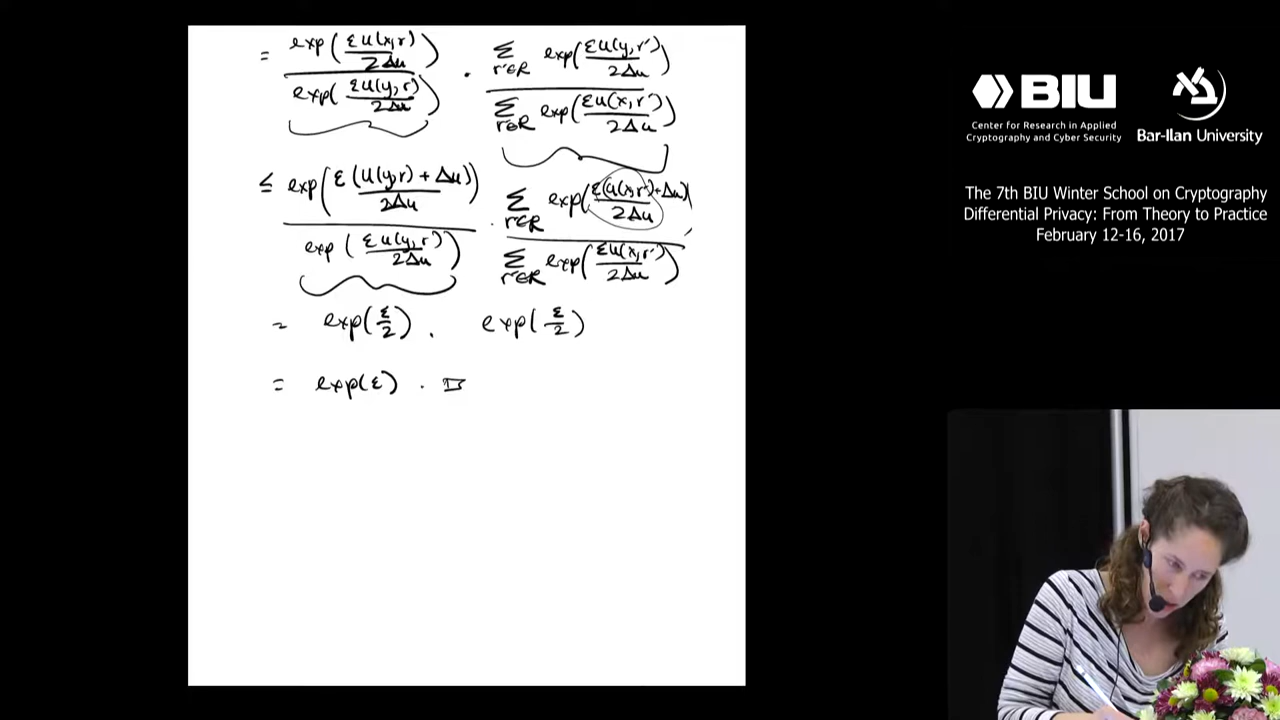 = exp(εu(x,r)/2Δu) / exp(εu(y,r)/2Δu) · Σ_{r'∈R} exp(εu(y,r')/2Δu) / Σ_{r'∈R} exp(εu(x,r')/2Δu)
≤ exp(ε(u(y,r)+Δu)/2Δu) / exp(εu(y,r)/2Δu) · Σ_{r'∈R} exp(ε(u(x,r')+Δu)/2Δu) / Σ_{r'∈R} exp(εu(x,r')/2Δu)
= exp(ε/2) · exp(ε/2)
= exp(ε) . □
BIU
Center for Research in Applied
Cryptography and Cyber Security
Bar-Ilan University
The 7th BIU Winter School on Cryptography
Differential Privacy: From Theory to Practice
February 12-16, 2017